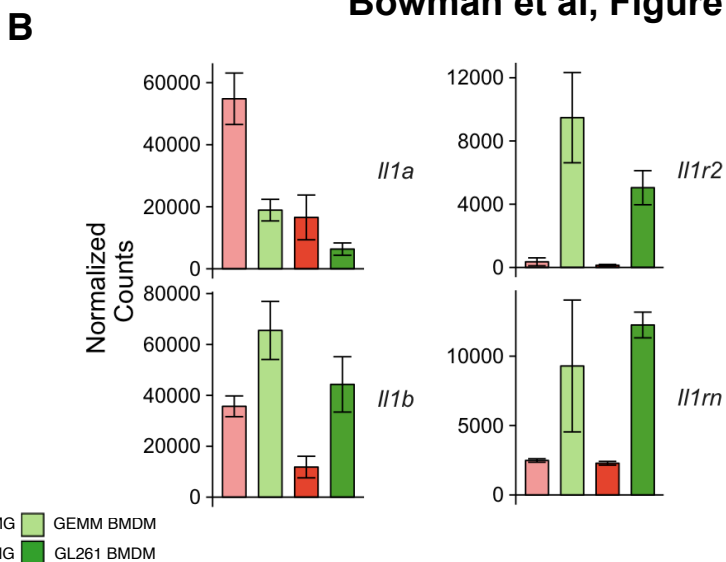 Bowman et al, Figure
B
60000
40000
20000
0
Il1a
12000
8000
4000
0
Il1r2
Normalized
Counts
80000
60000
40000
20000
0
Il1b
10000
5000
0
Il1rn
GEMM BMDM
GL261 BMDM